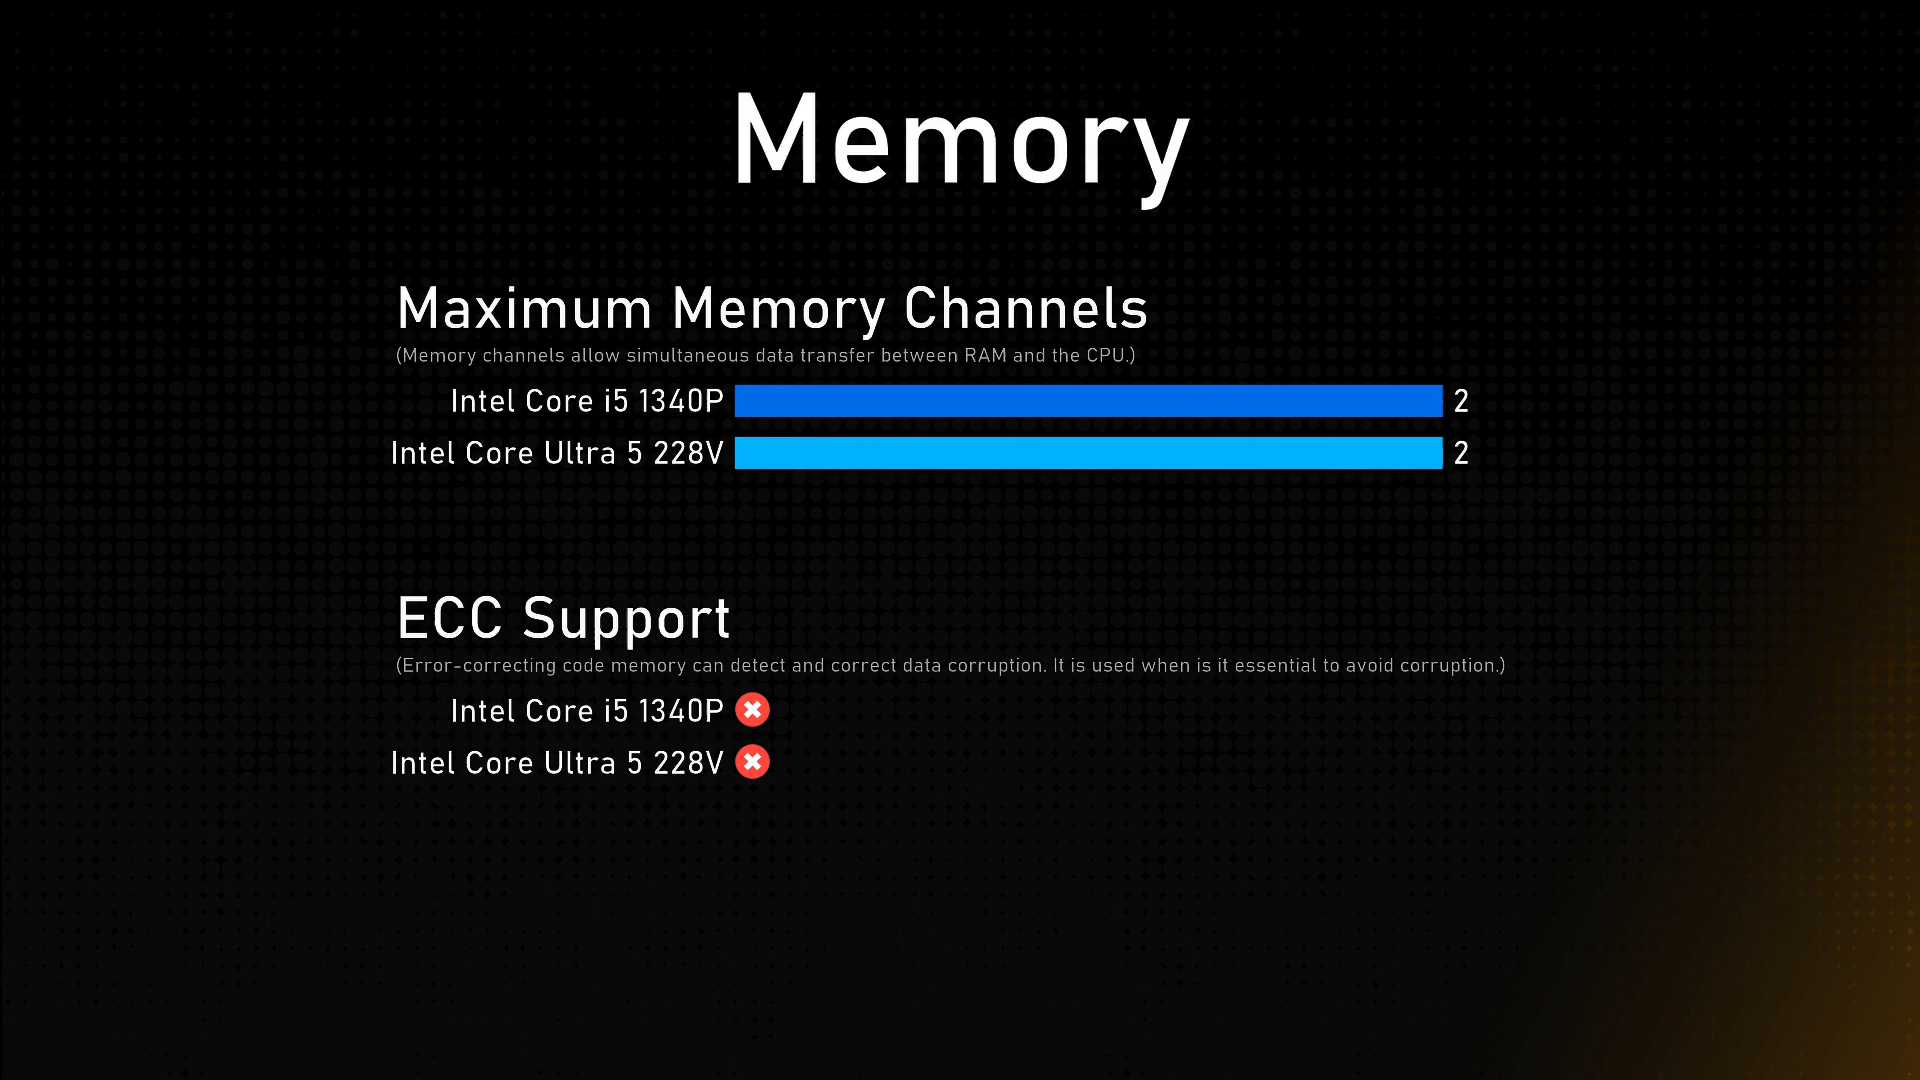 Memory
Maximum Memory Channels
(Memory channels allow simultaneous data transfer between RAM and the CPU.)
Intel Core i5 1340P 2
Intel Core Ultra 5 228V 2
ECC Support
(Error-correcting code memory can detect and correct data corruption. It is used when is it essential to avoid corruption.)
Intel Core i5 1340P
Intel Core Ultra 5 228V